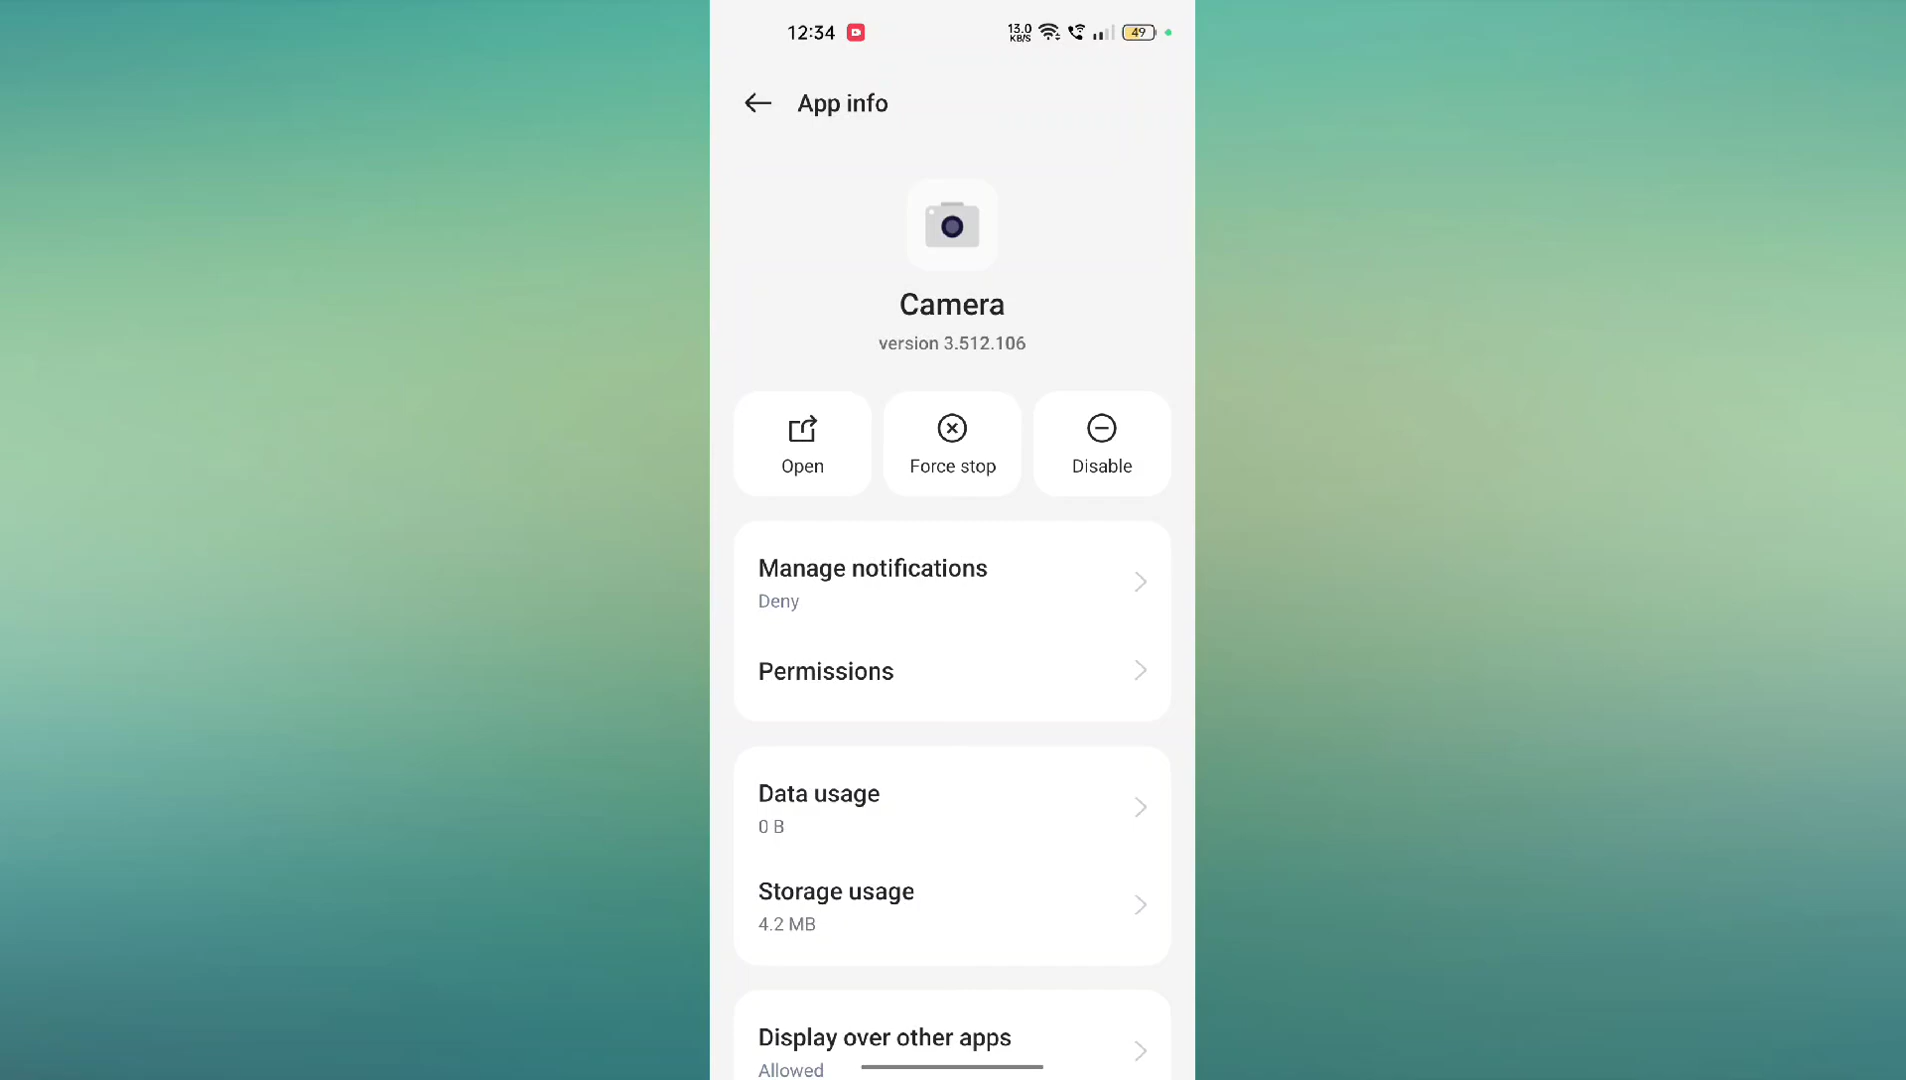 12:34
13.0
KB/S
49
App info
Camera
version 3.512.106
Open
Force stop
Disable
Manage notifications
Deny
Permissions
Data usage
0 B
Storage usage
4.2 MB
Display over other apps
Allowed